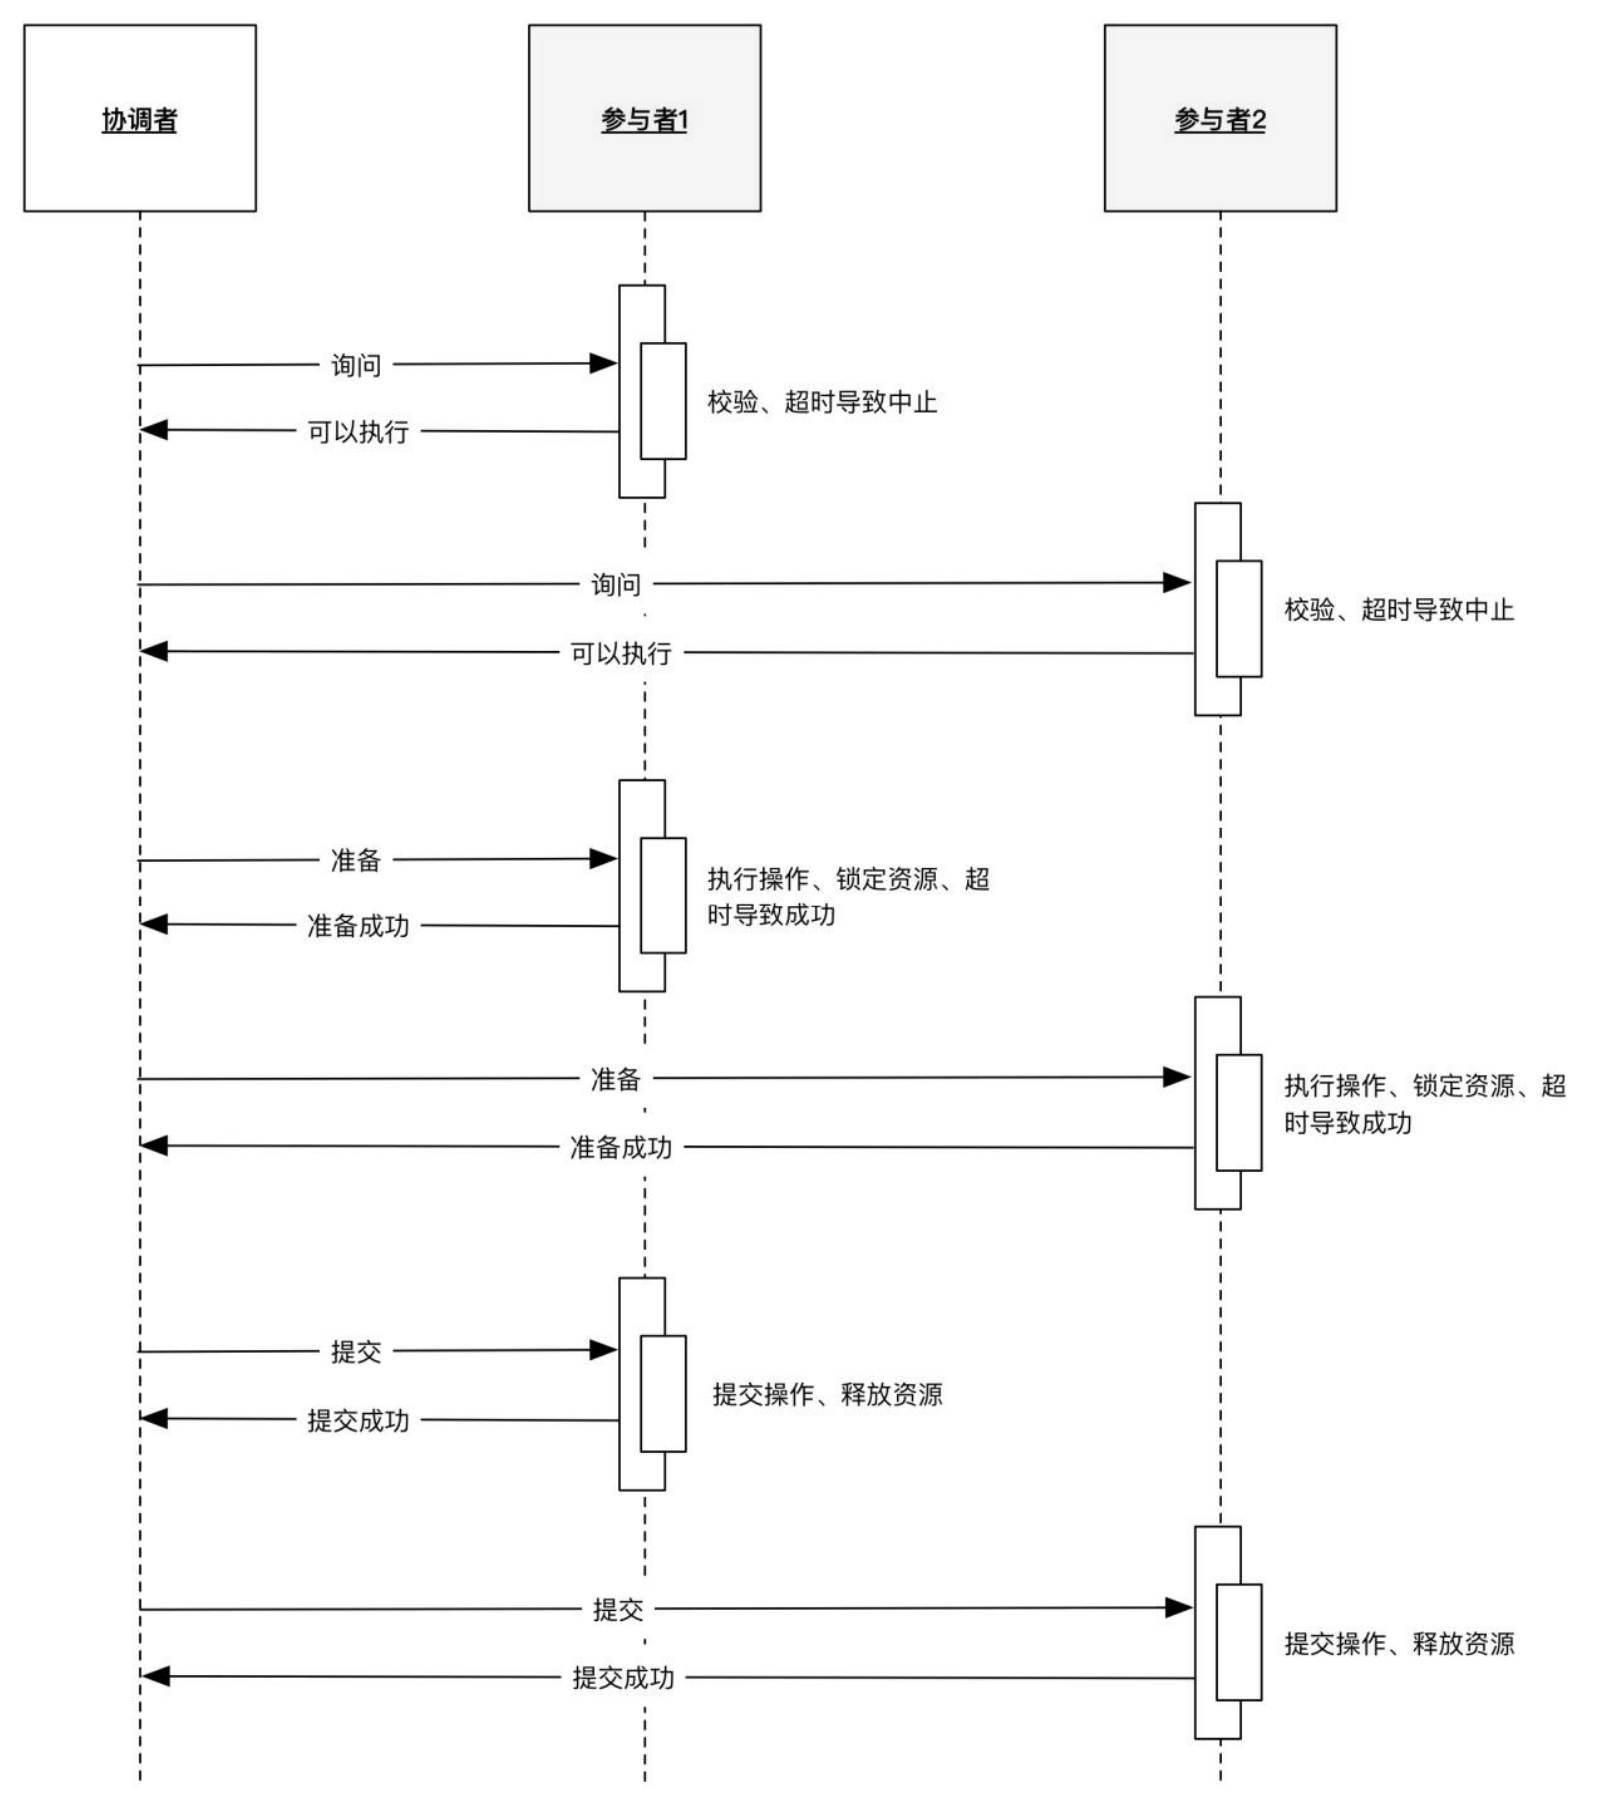 协调者
参与者1
参与者2
询问
校验、超时导致中止
可以执行
询问
校验、超时导致中止
可以执行
准备
执行操作、锁定资源、超
时导致成功
准备成功
准备
执行操作、锁定资源、超
时导致成功
准备成功
提交
提交操作、释放资源
提交成功
提交
提交操作、释放资源
提交成功